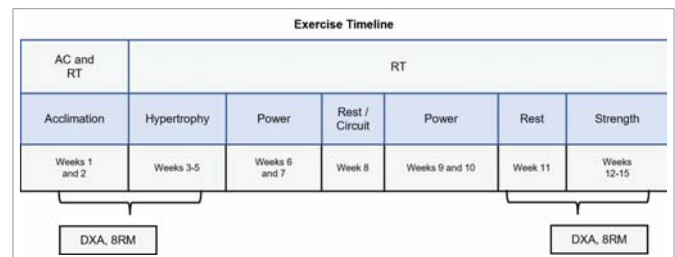 Exercise Timeline
AC and
RT
RT
Acclimation
Hypertrophy
Power
Rest /
Circuit
Power
Rest
Strength
Weeks 1
and 2
Weeks 3-5
Weeks 6
and 7
Week 8
Weeks 9 and 10
Week 11
Weeks
12-15
DXA, 8RM
DXA, 8RM